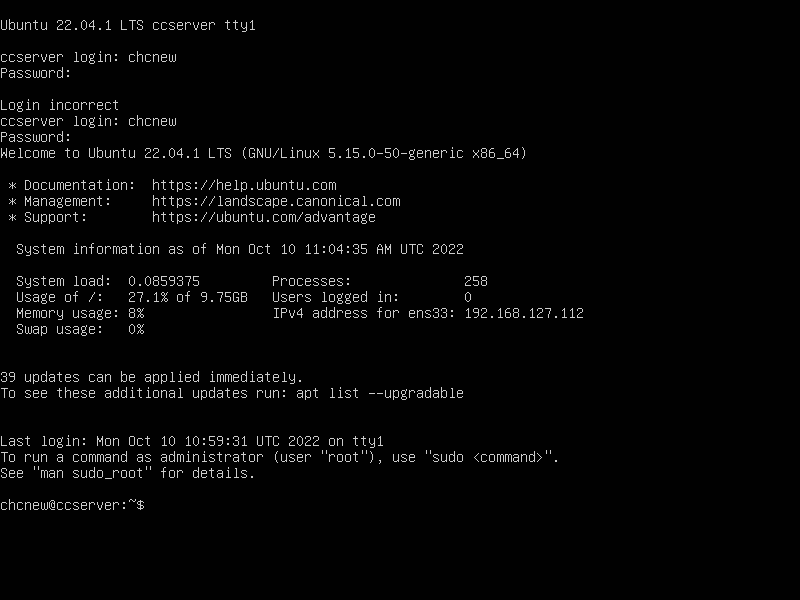 Ubuntu 22.04.1 LTS ccserver tty1
ccserver login: chcnew
Password:
Login incorrect
ccserver login: chcnew
Password:
Welcome to Ubuntu 22.04.1 LTS (GNU/Linux 5.15.0-50-generic x86_64)
* Documentation:  https://help.ubuntu.com
* Management:     https://landscape.canonical.com
* Support:        https://ubuntu.com/advantage
System information as of Mon Oct 10 11:04:35 AM UTC 2022
System load:  0.0859375         Processes:              258
Usage of /:   27.1% of 9.75GB   Users logged in:        0
Memory usage: 8%                IPv4 address for ens33: 192.168.127.112
Swap usage:   0%
39 updates can be applied immediately.
To see these additional updates run: apt list --upgradable
Last login: Mon Oct 10 10:59:31 UTC 2022 on tty1
To run a command as administrator (user "root"), use "sudo <command>".
See "man sudo_root" for details.
chcnew@ccserver:~$